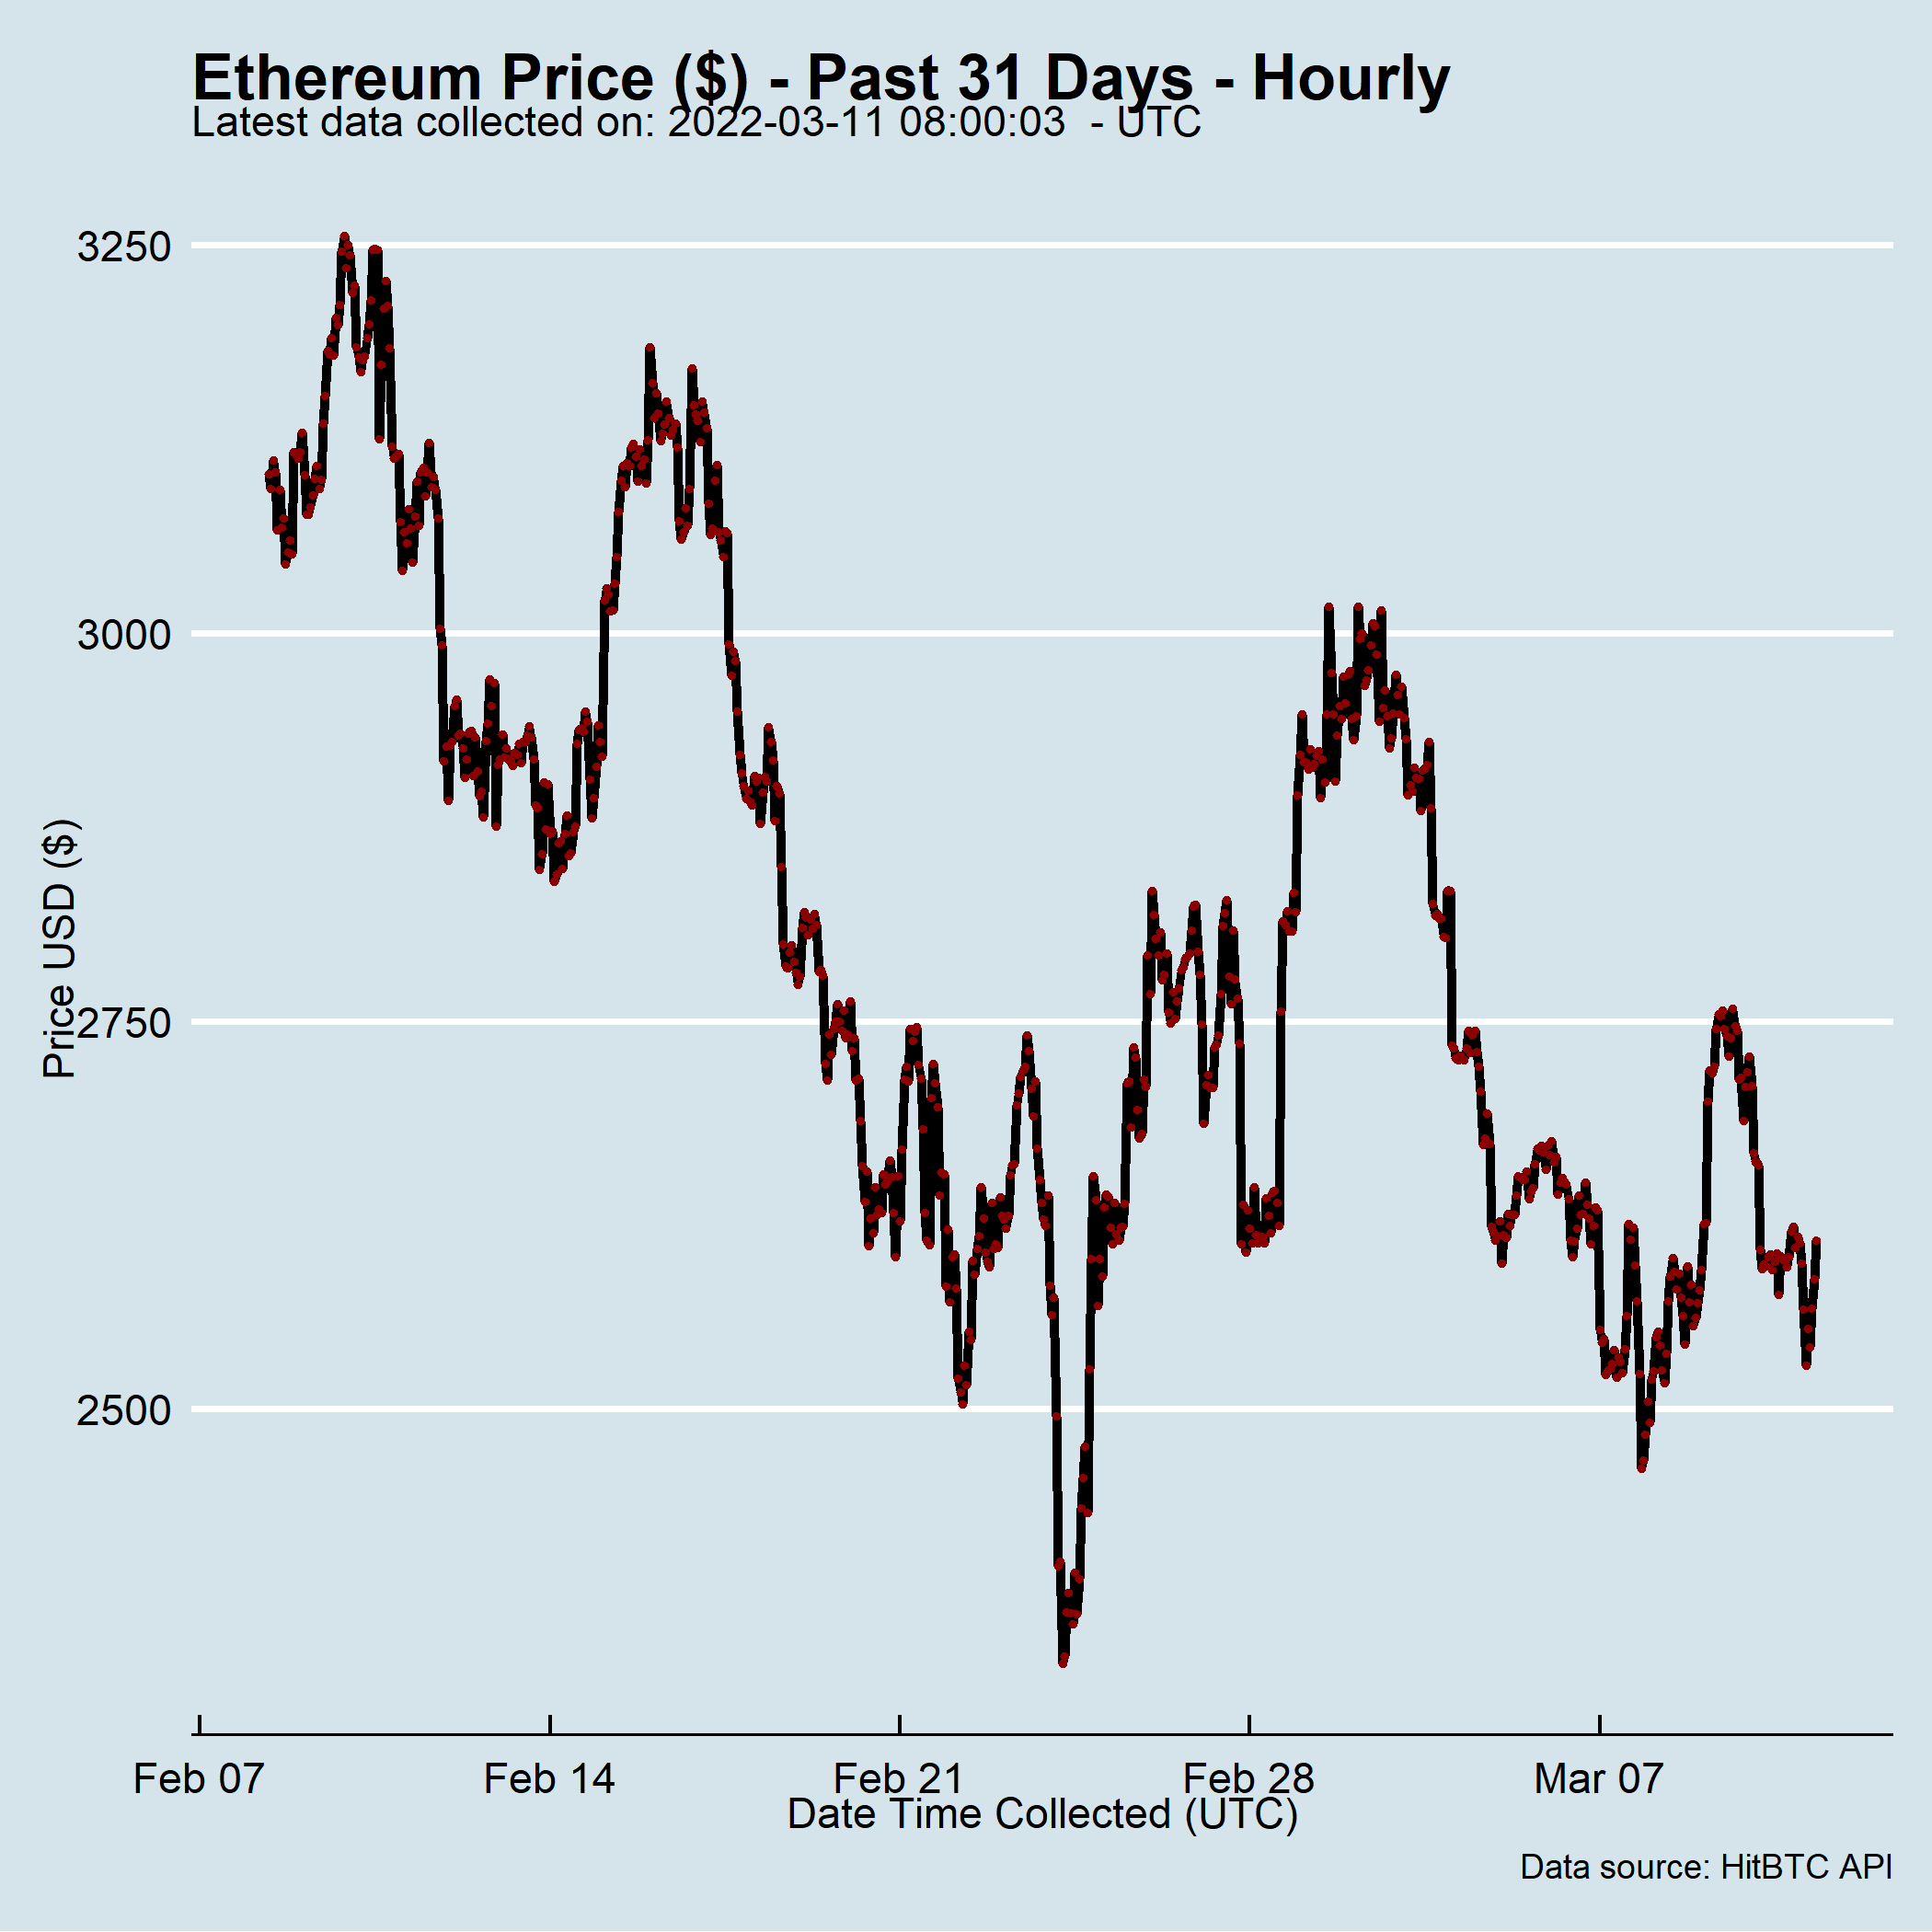 Ethereum Price ($) - Past 31 Days - Hourly
Latest data collected on: 2022-03-11 08:00:03  - UTC
3250
3000
2750
2500
Price USD ($)
Feb 07
Feb 14
Feb 21
Feb 28
Mar 07
Date Time Collected (UTC)
Data source: HitBTC API